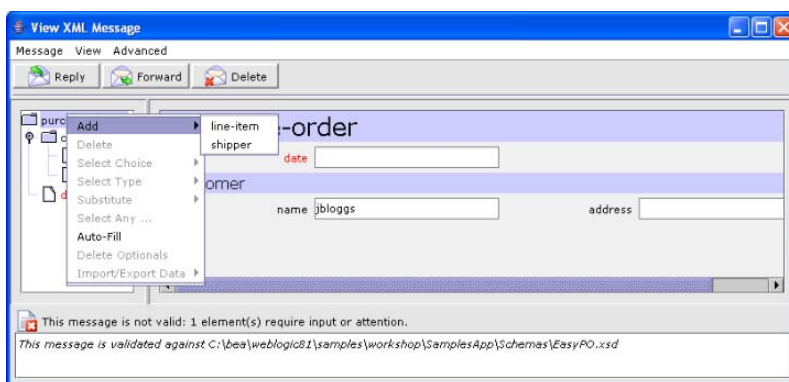 View XML Message
Message View Advanced
Reply Forward Delete
purc
Add
line-item
-order
Delete
shipper
Select Choice
date
Select Type
omer
Substitute
name jbloggs address
Select Any ...
Auto-Fill
Delete Optionals
Import/Export Data
This message is not valid: 1 element(s) require input or attention.
This message is validated against C:\bea\weblogic81\samples\workshop\SamplesApp\Schemas\EasyPO.xsd